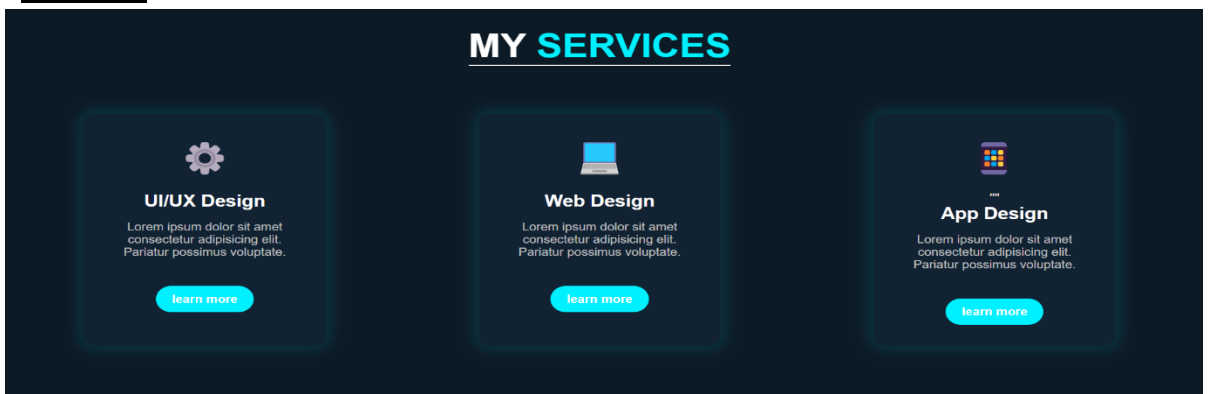 MY SERVICES
UI/UX Design
Lorem ipsum dolor sit amet
consectetur adipisicing elit.
Pariatur possimus voluptate.
learn more
Web Design
Lorem ipsum dolor sit amet
consectetur adipisicing elit.
Pariatur possimus voluptate.
learn more
""
App Design
Lorem ipsum dolor sit amet
consectetur adipisicing elit.
Pariatur possimus voluptate.
learn more